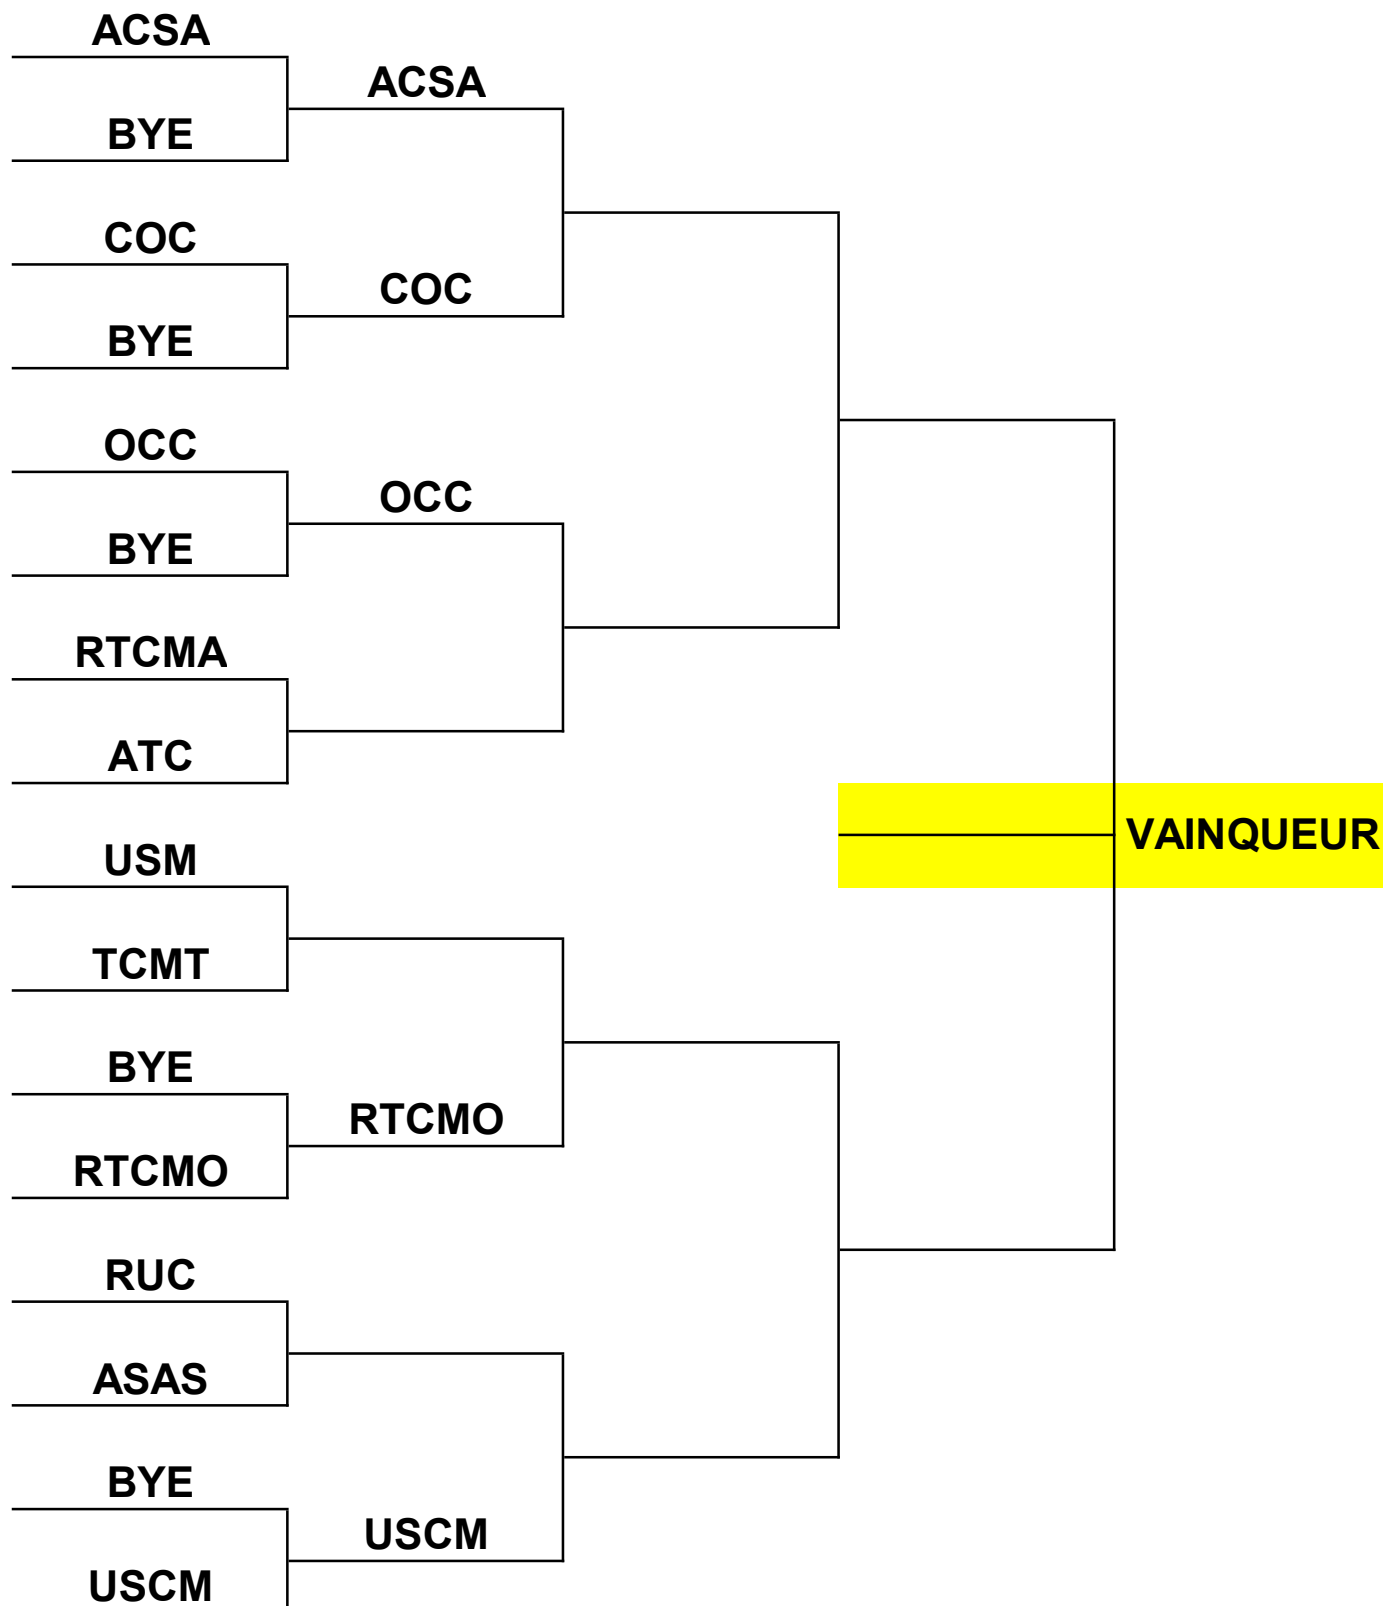 ACSA
ACSA
BYE
COC
COC
BYE
OCC
OCC
BYE
RTCMA
ATC
VAINQUEUR
USM
TCMT
BYE
RTCMO
RTCMO
RUC
ASAS
BYE
USCM
USCM